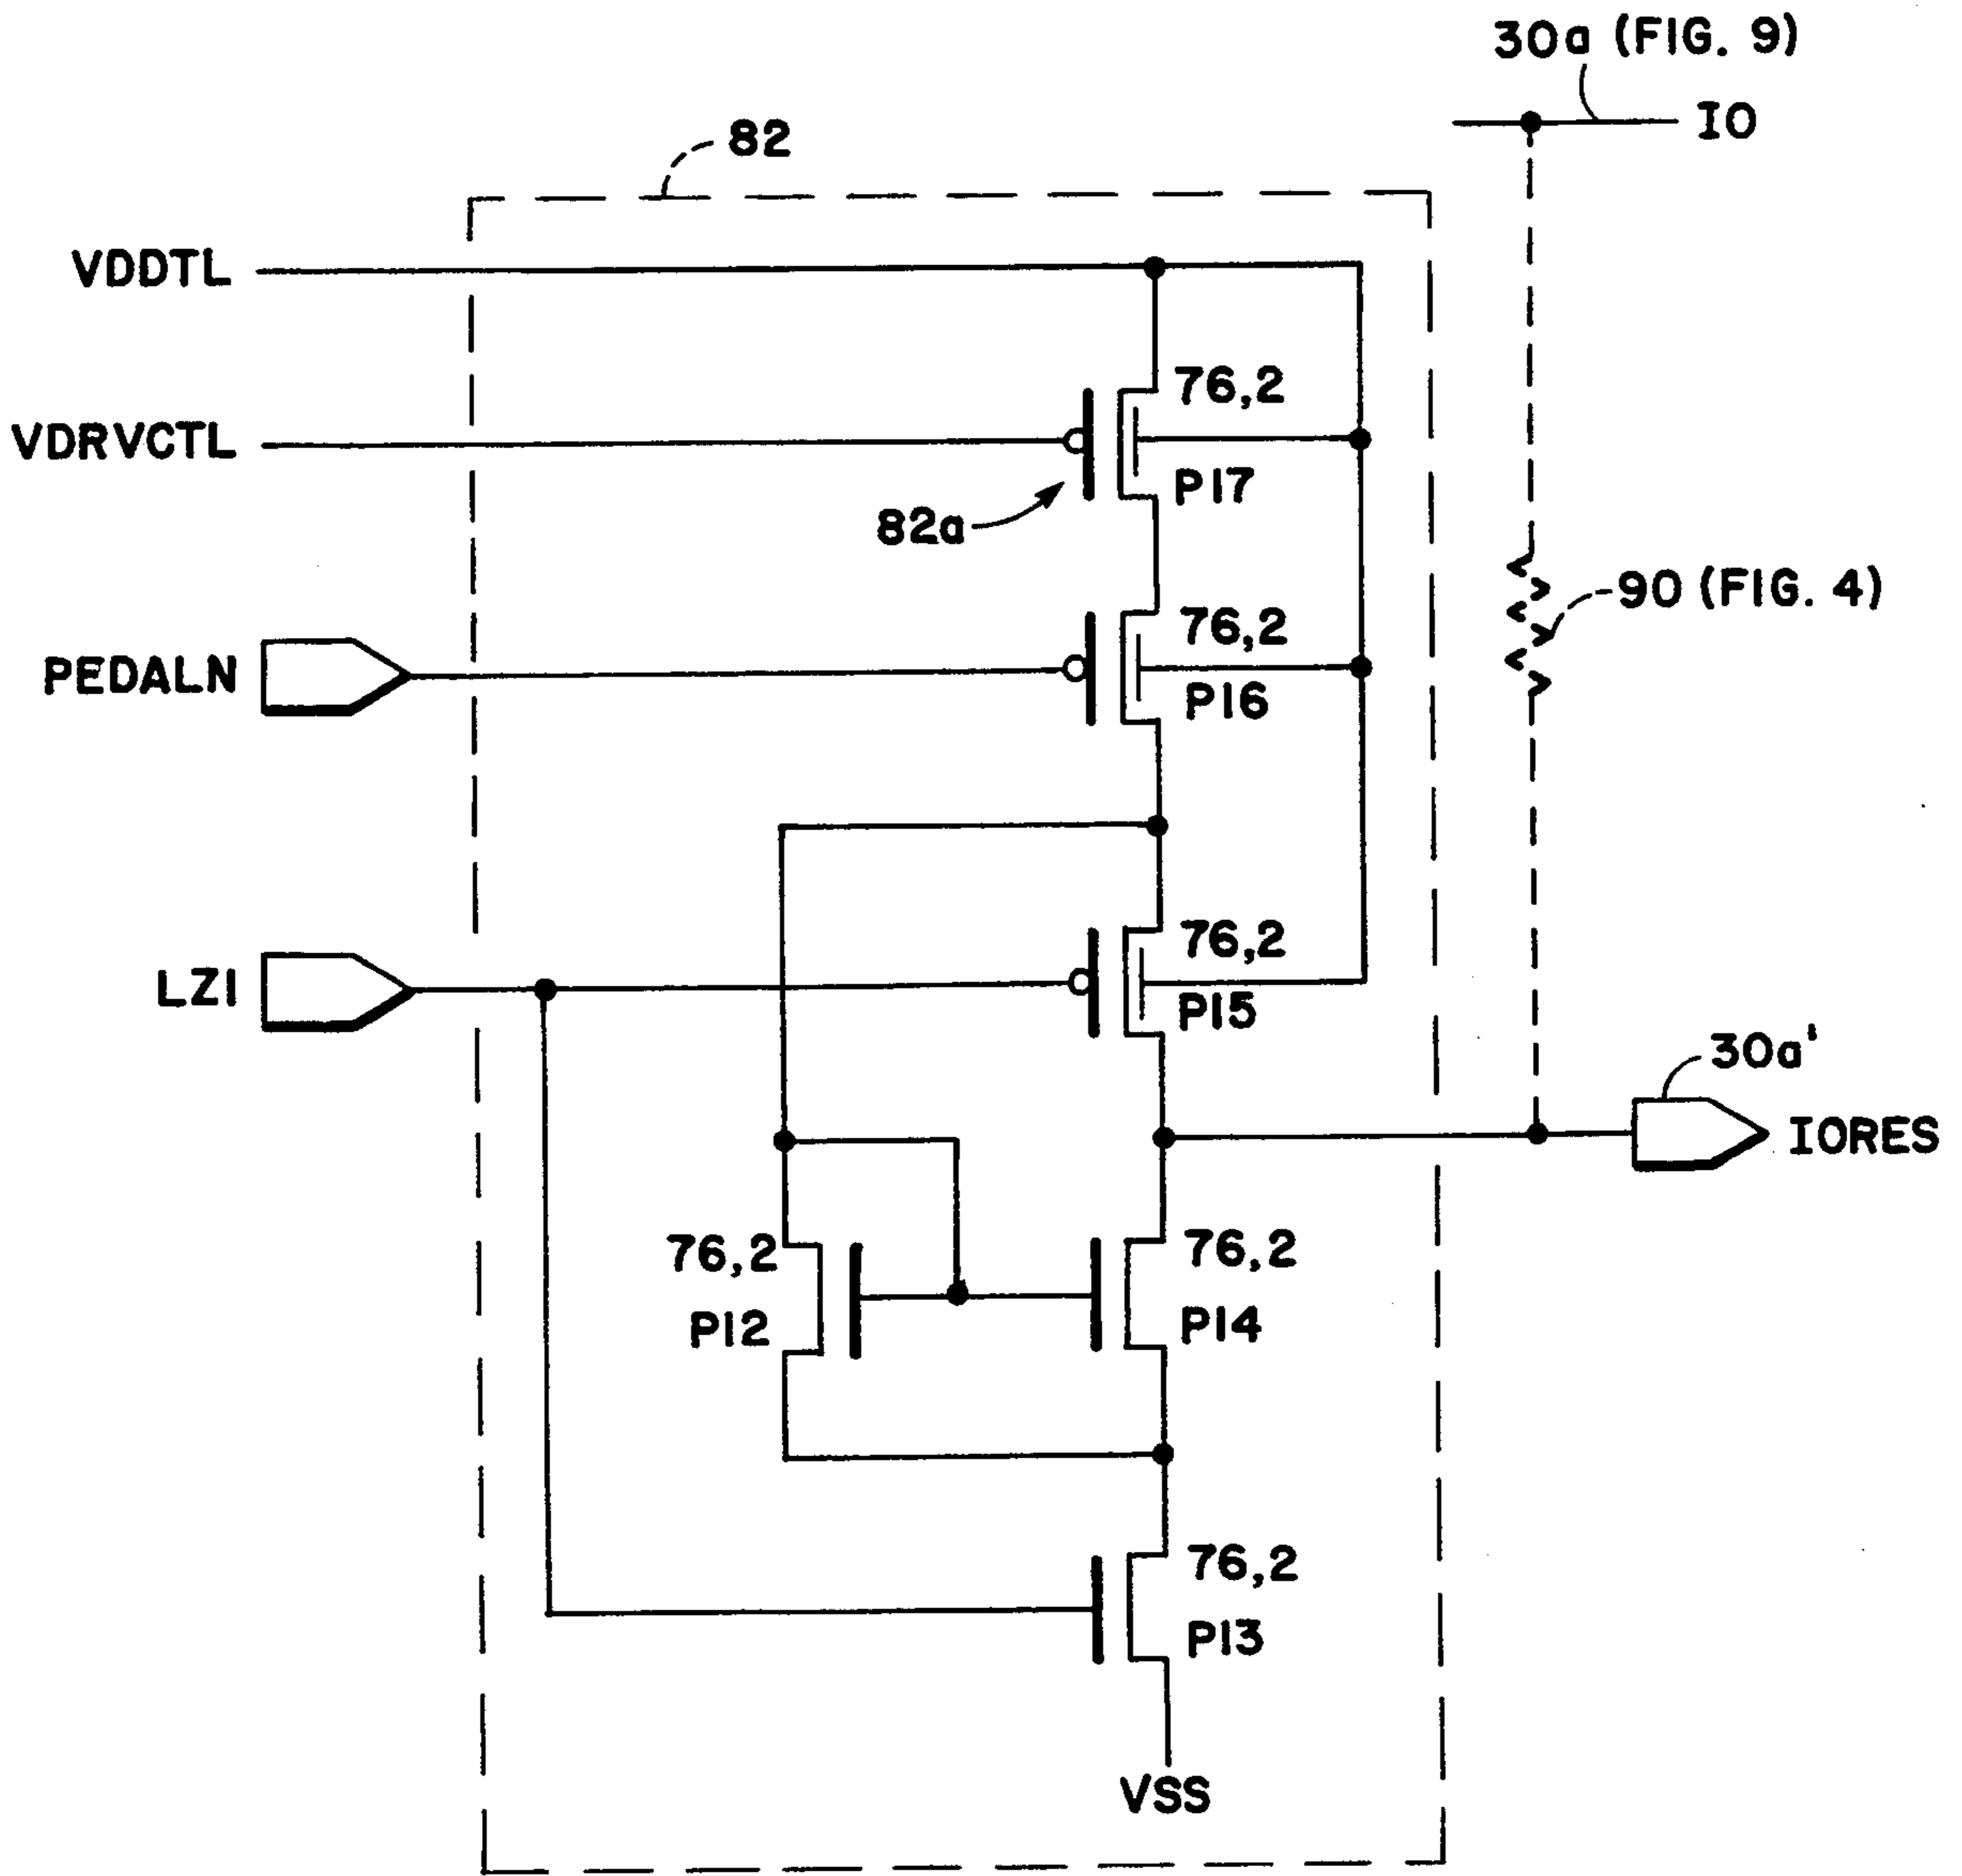 30a (FIG. 9)
IO
82
VDDTL
76,2
VDRVCTL
P17
82a
90 (FIG. 4)
76,2
PEDALN
P16
76,2
LZ1
P15
30a'
IORES
76,2
76,2
P12
P14
76,2
P13
VSS